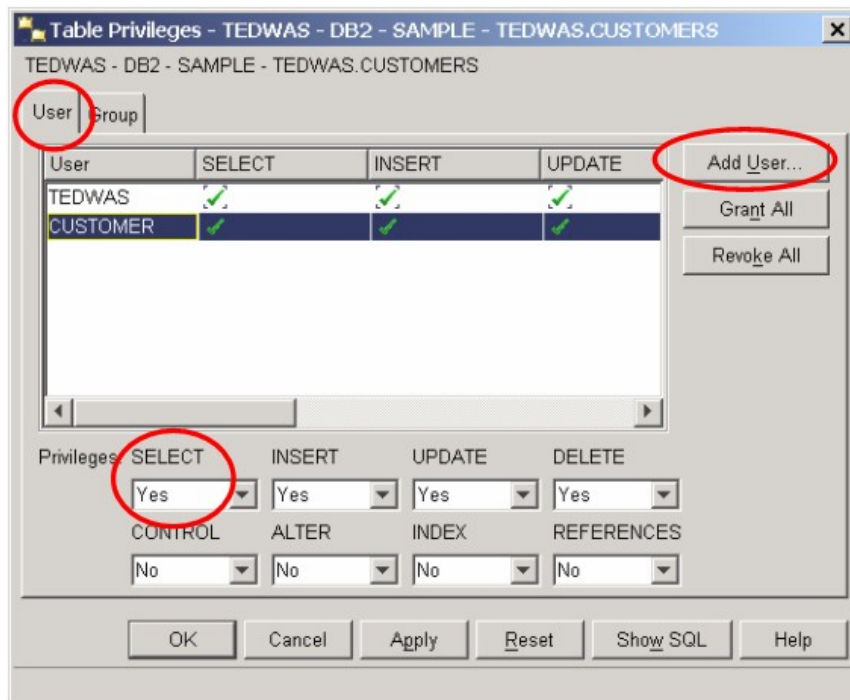 Table Privileges - TEDWAS - DB2 - SAMPLE - TEDWAS.CUSTOMERS
TEDWAS - DB2 - SAMPLE - TEDWAS.CUSTOMERS
User Group
User SELECT INSERT UPDATE
Add User...
TEDWAS
Grant All
CUSTOMER
Revoke All
Privileges: SELECT INSERT UPDATE DELETE
Yes Yes Yes Yes
CONTROL ALTER INDEX REFERENCES
No No No No
OK Cancel Apply Reset Show SQL Help